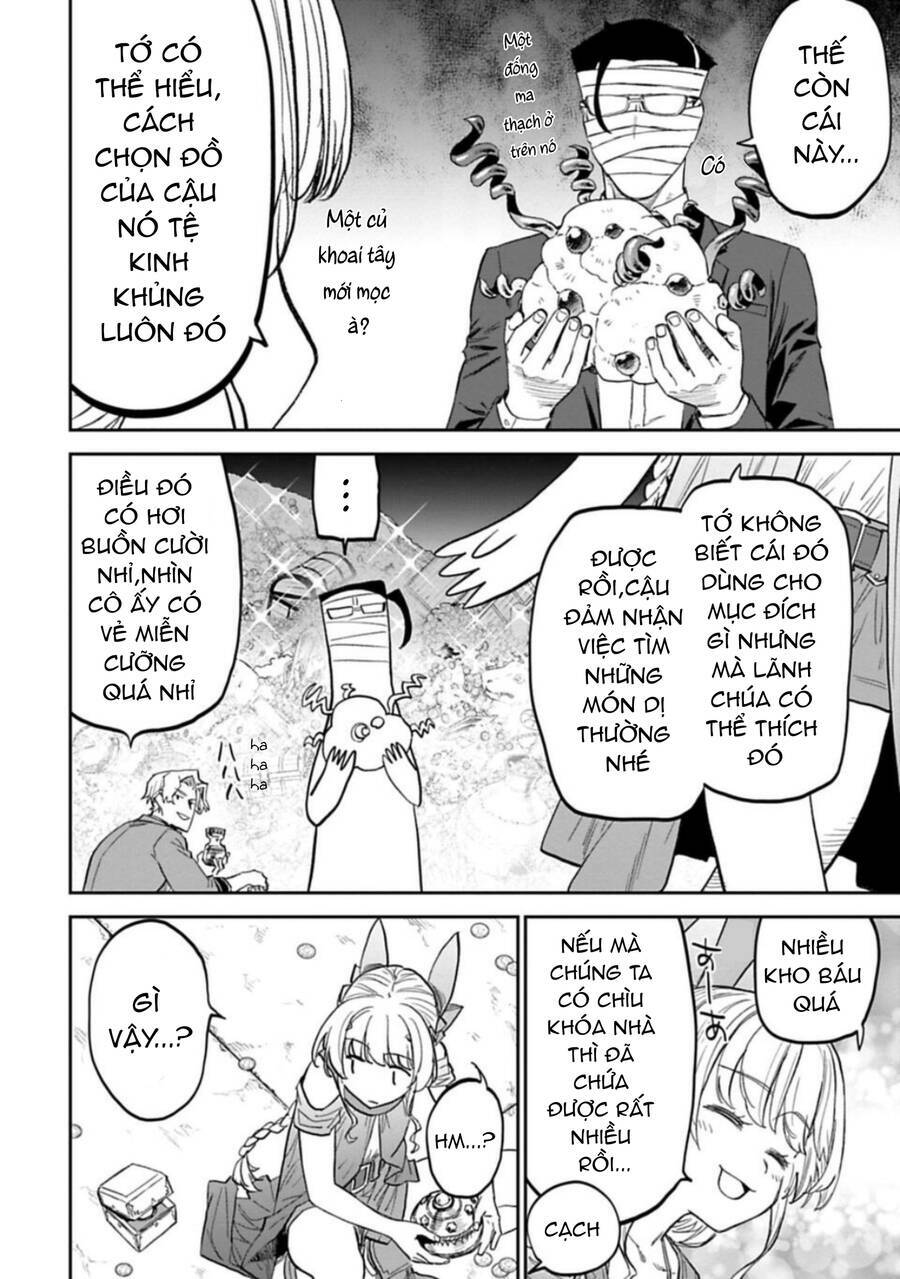 THẾ
CÒN
CÁI
NÀY...
Một
đống
ma
thạch ở
trên nó
Có
Một củ
khoai tây
mới mọc
à?
TỚ CÓ
THỂ HIỂU,
CÁCH
CHỌN ĐỒ
CỦA CẬU
NÓ TỆ
KINH
KHỦNG
LUÔN ĐÓ
TỚ KHÔNG
BIẾT CÁI ĐÓ
DÙNG CHO
MỤC ĐÍCH
GÌ NHƯNG
MÀ LÃNH
CHÚA CÓ
THỂ THÍCH
ĐÓ
ĐƯỢC
RỒI,CẬU
ĐẢM NHẬN
VIỆC TÌM
NHỮNG
MÓN DỊ
THƯỜNG
NHÉ
...
ĐIỀU ĐÓ
CÓ HƠI
BUỒN CƯỜI
NHỈ,NHÌN
CÔ ẤY CÓ
VẺ MIỄN
CƯỠNG
QUÁ NHỈ
ha
ha
ha
NHIỀU
KHO BÁU
QUÁ
NẾU MÀ
CHÚNG TA
CÓ CHÌU
KHÓA NHÀ
THÌ ĐÃ
CHỨA
ĐƯỢC RẤT
NHIỀU
RỒI...
CẠCH
HM...?
GÌ
VẬY...?